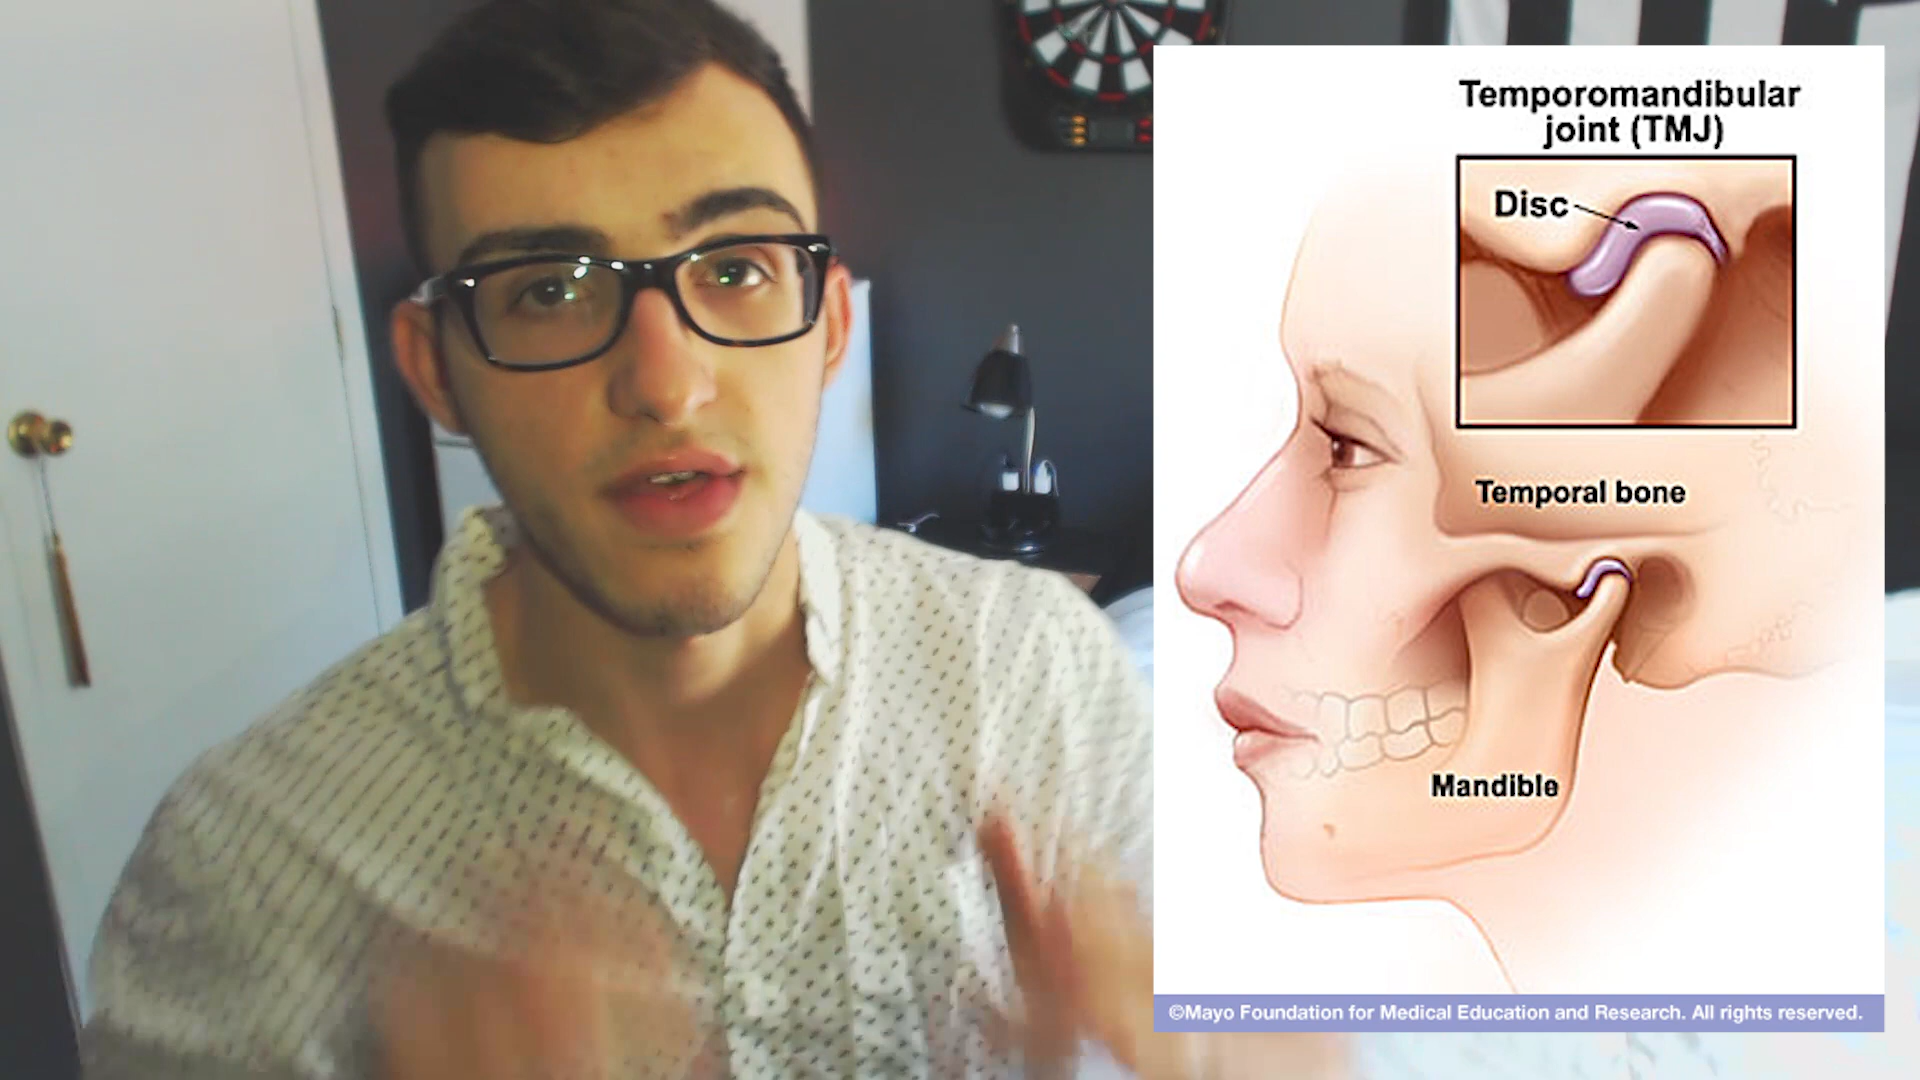 Temporomandibular
joint (TMJ)
Disc
Temporal bone
Mandible
©Mayo Foundation for Medical Education and Research. All rights reserved.